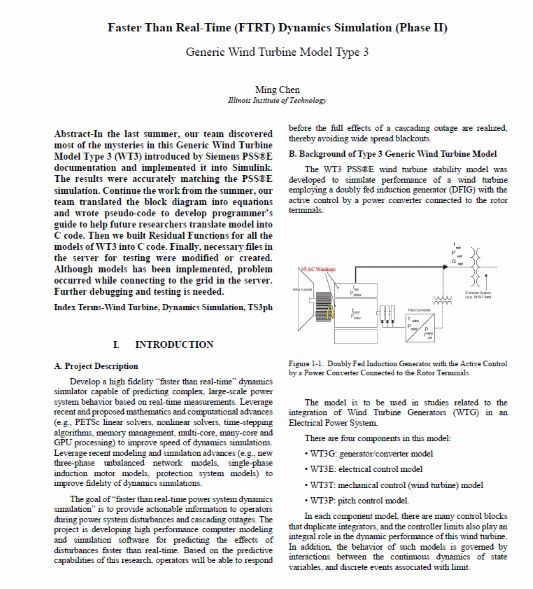 Faster Than Real-Time (FTRT) Dynamics Simulation (Phase II)
Generic Wind Turbine Model Type 3
Ming Chen
Illinois Institute of Technology
Abstract-In the last summer, our team discovered
most of the mysteries in this Generic Wind Turbine
Model Type 3 (WT3) introduced by Siemens PSS®E
documentation and implemented it into Simulink.
The results were accurately matching the PSS®E
simulation. Continue the work from the summer, our
team translated the block diagram into equations
and wrote pseudo-code to develop programmer's
guide to help future researchers translate model into
C code. Then we built Residual Functions for all the
models of WT3 into C code. Finally, necessary files in
the server for testing were modified or created.
Although models has been implemented, problem
occurred while connecting to the grid in the server.
Further debugging and testing is needed.
Index Terms-Wind Turbine, Dynamics Simulation, TS3ph
I. INTRODUCTION
A. Project Description
Develop a high fidelity "faster than real-time" dynamics
simulator capable of predicting complex, large-scale power
system behavior based on real-time measurements. Leverage
recent and proposed mathematics and computational advances
(e.g., PETSc linear solvers, nonlinear solvers, time-stepping
algorithms, memory management, multi-core, many-core and
GPU processing) to improve speed of dynamics simulations.
Leverage recent modeling and simulation advances (e.g., new
three-phase unbalanced network models, single-phase
induction motor models, protection system models) to
improve fidelity of dynamics simulations.
The goal of "faster than real-time power system dynamics
simulation" is to provide actionable information to operators
during power system disturbances and cascading outages. The
project is developing high performance computer modeling
and simulation software for predicting the effects of
disturbances faster than real-time. Based on the predictive
capabilities of this research, operators will be able to respond
before the full effects of a cascading outage are realized,
thereby avoiding wide spread blackouts.
B. Background of Type 3 Generic Wind Turbine Model
The WT3 PSS®E wind turbine stability model was
developed to simulate performance of a wind turbine
employing a doubly fed induction generator (DFIG) with the
active control by a power converter connected to the rotor
terminals.
AC Windings
Wind Turbine
Power Converter
Collector System
Figure 1-1. Doubly Fed Induction Generator with the Active Control
by a Power Converter Connected to the Rotor Terminals
The model is to be used in studies related to the
integration of Wind Turbine Generators (WTG) in an
Electrical Power System.
There are four components in this model:
• WT3G: generator/converter model
• WT3E: electrical control model
• WT3T: mechanical control (wind turbine) model
• WT3P: pitch control model.
In each component model, there are many control blocks
that duplicate integrators, and the controller limits also play an
integral role in the dynamic performance of this wind turbine.
In addition, the behavior of such models is governed by
interactions between the continuous dynamics of state
variables, and discrete events associated with limit.